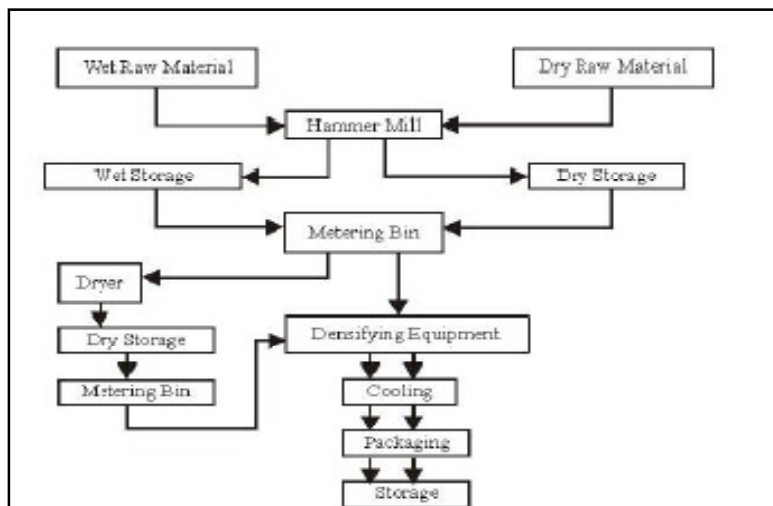 Wet Raw Material
Dry Raw Material
Hammer Mill
Wet Storage
Dry Storage
Metering Bin
Dryer
Densifying Equipment
Dry Storage
Metering Bin
Cooling
Packaging
Storage